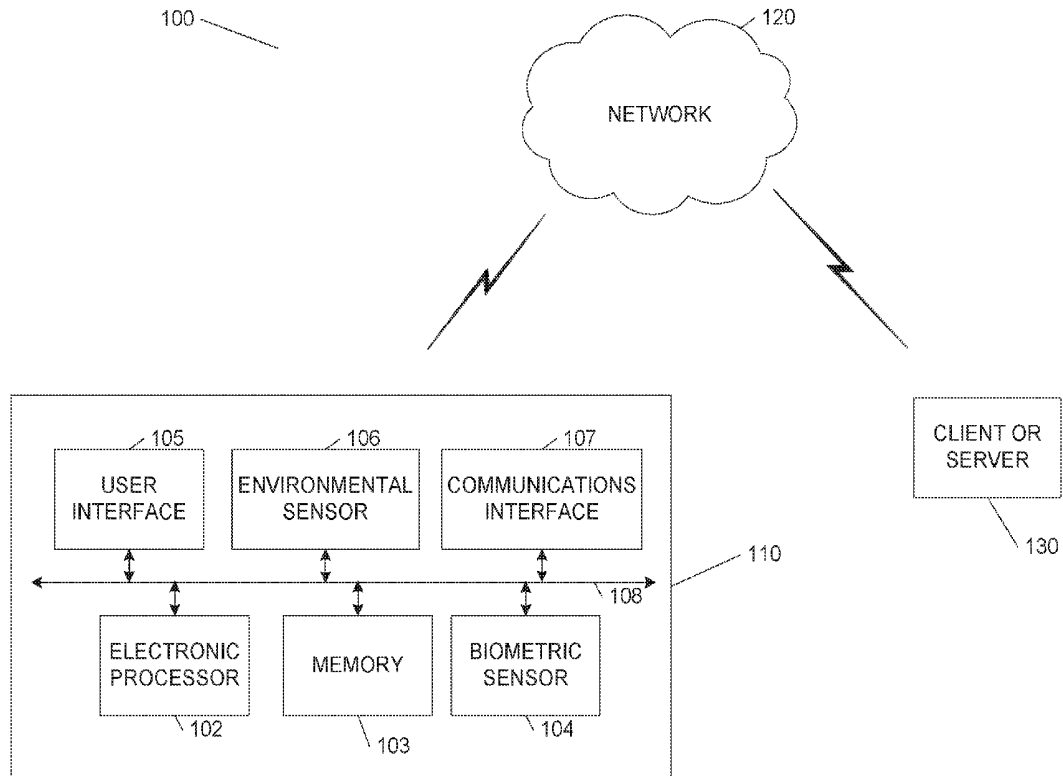 100
120
NETWORK
105
106
107
USER
INTERFACE
ENVIRONMENTAL
SENSOR
COMMUNICATIONS
INTERFACE
CLIENT OR
SERVER
130
110
108
ELECTRONIC
PROCESSOR
MEMORY
BIOMETRIC
SENSOR
102
103
104